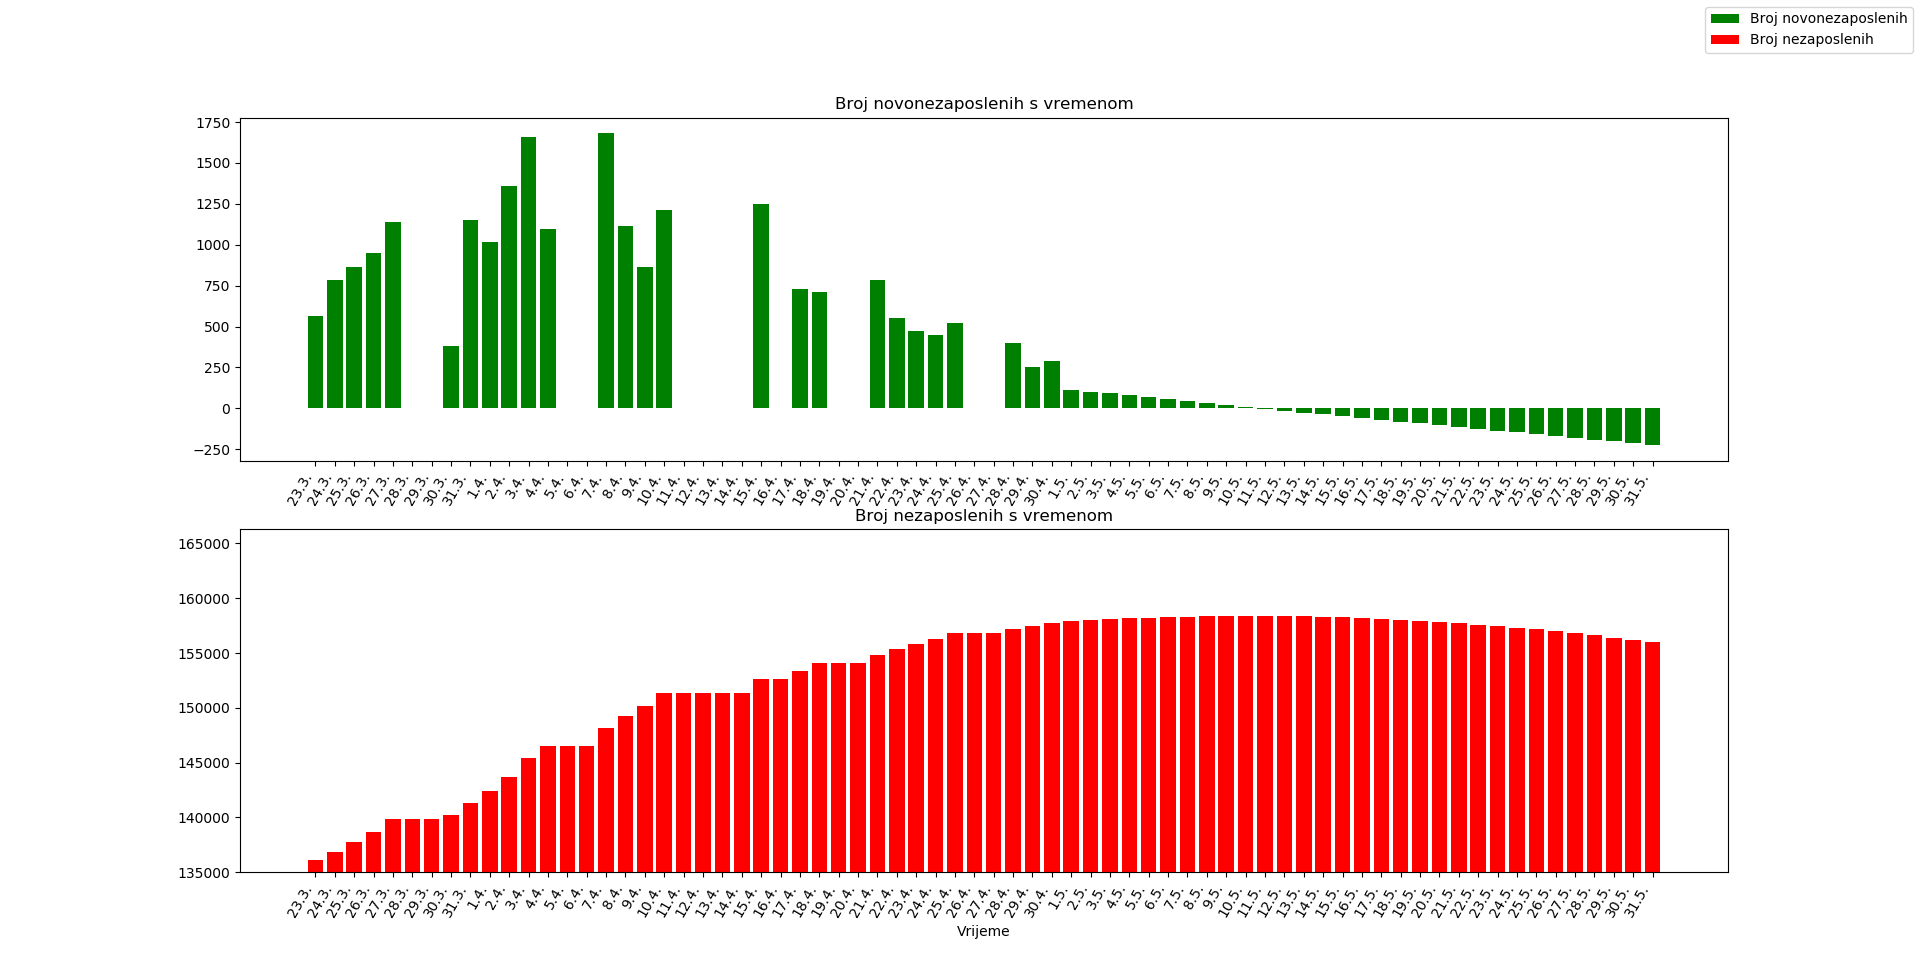 Broj novonezaposlenih
Broj nezaposlenih
Broj novonezaposlenih s vremenom
1750
1500
1250
1000
750
500
250
0
−250
23.3. 24.3. 25.3. 26.3. 27.3. 28.3. 29.3. 30.3. 31.3. 1.4. 2.4. 3.4. 4.4. 5.4. 6.4. 7.4. 8.4. 9.4. 10.4. 11.4. 12.4. 13.4. 14.4. 15.4. 16.4. 17.4. 18.4. 19.4. 20.4. 21.4. 22.4. 23.4. 24.4. 25.4. 26.4. 27.4. 28.4. 29.4. 30.4. 1.5. 2.5. 3.5. 4.5. 5.5. 6.5. 7.5. 8.5. 9.5. 10.5. 11.5. 12.5. 13.5. 14.5. 15.5. 16.5. 17.5. 18.5. 19.5. 20.5. 21.5. 22.5. 23.5. 24.5. 25.5. 26.5. 27.5. 28.5. 29.5. 30.5. 31.5.
Broj nezaposlenih s vremenom
165000
160000
155000
150000
145000
140000
135000
23.3. 24.3. 25.3. 26.3. 27.3. 28.3. 29.3. 30.3. 31.3. 1.4. 2.4. 3.4. 4.4. 5.4. 6.4. 7.4. 8.4. 9.4. 10.4. 11.4. 12.4. 13.4. 14.4. 15.4. 16.4. 17.4. 18.4. 19.4. 20.4. 21.4. 22.4. 23.4. 24.4. 25.4. 26.4. 27.4. 28.4. 29.4. 30.4. 1.5. 2.5. 3.5. 4.5. 5.5. 6.5. 7.5. 8.5. 9.5. 10.5. 11.5. 12.5. 13.5. 14.5. 15.5. 16.5. 17.5. 18.5. 19.5. 20.5. 21.5. 22.5. 23.5. 24.5. 25.5. 26.5. 27.5. 28.5. 29.5. 30.5. 31.5.
Vrijeme